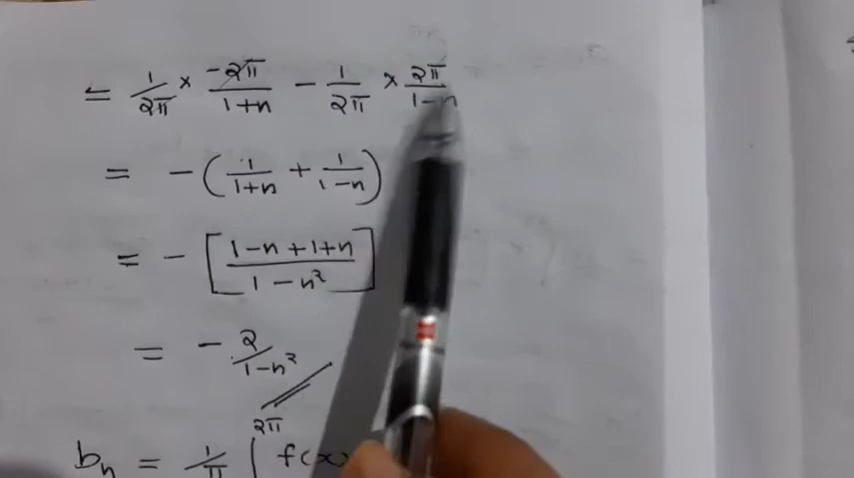 = 1/2π × -2π/1+n - 1/2π × 2π/1-n
= -(1/1+n + 1/1-n)
= -[1-n+1+n/1-n²]
= -2/1-n²
bₙ = 1/π ∫ 2π f(x)